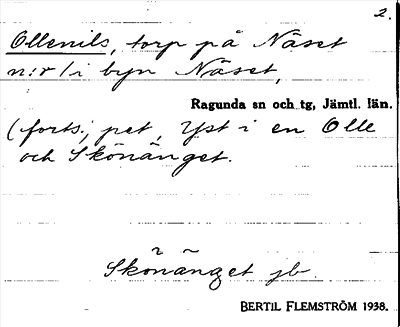 2.
Ollenils, torp på Näset
n:r 1 i byn Näset,
Ragunda sn och tg, Jämtl. län.
(forts.; pet, Yst i en Olle
och Skönänget.
Skönänget jb.
BERTIL FLEMSTRÖM 1938.